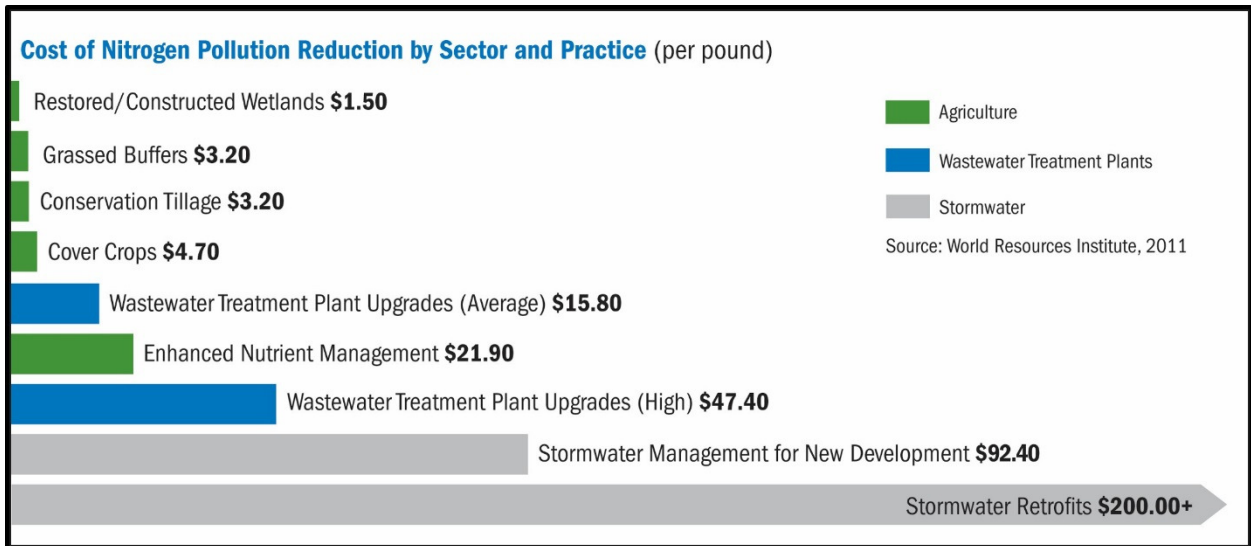 Cost of Nitrogen Pollution Reduction by Sector and Practice (per pound)
Restored/Constructed Wetlands $1.50
Grassed Buffers $3.20
Conservation Tillage $3.20
Cover Crops $4.70
Wastewater Treatment Plant Upgrades (Average) $15.80
Enhanced Nutrient Management $21.90
Wastewater Treatment Plant Upgrades (High) $47.40
Stormwater Management for New Development $92.40
Stormwater Retrofits $200.00+
Agriculture
Wastewater Treatment Plants
Stormwater
Source: World Resources Institute, 2011